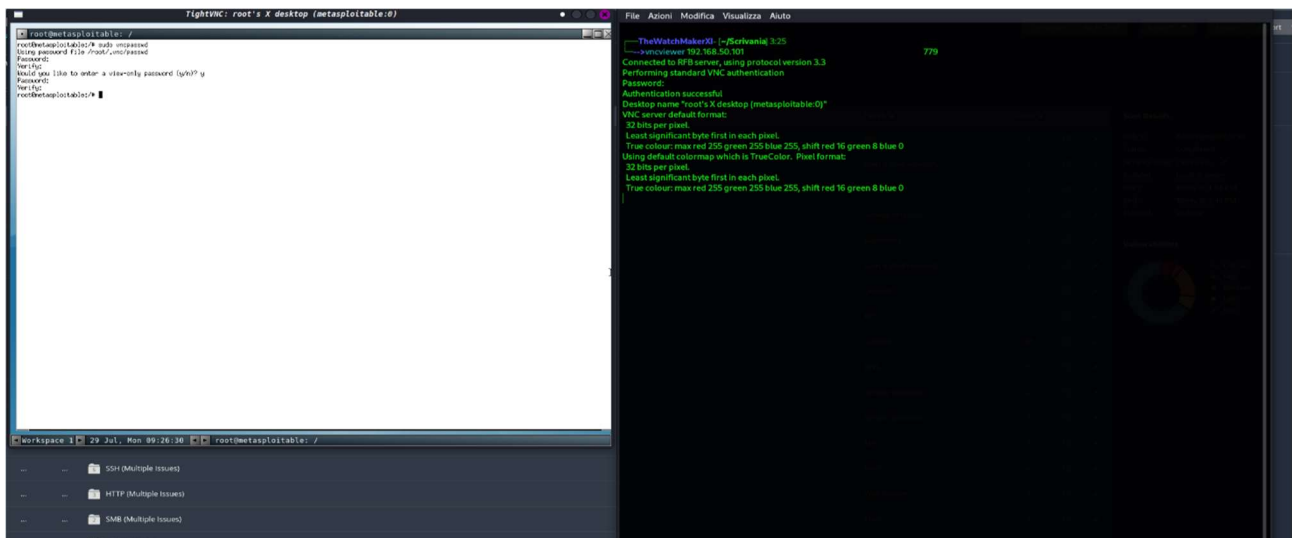 TightVNC: root's X desktop (metasploitable:0)
root@metasploitable: /
root@metasploitable:/# sudo vncpasswd
Using password file /root/.vnc/passwd
Password:
Verify:
Would you like to enter a view-only password (y/n)? y
Password:
Verify:
root@metasploitable:/#
Workspace 1 29 Jul, Mon 09:26:30 root@metasploitable: /
... ... SSH (Multiple Issues)
... ... HTTP (Multiple Issues)
... ... SMB (Multiple Issues)
File Azioni Modifica Visualizza Aiuto
TheWatchMakerXI-[~/Scrivania] 3:25
->vncviewer 192.168.50.101 779
Connected to RFB server, using protocol version 3.3
Performing standard VNC authentication
Password:
Authentication successful
Desktop name "root's X desktop (metasploitable:0)"
VNC server default format:
32 bits per pixel.
Least significant byte first in each pixel.
True colour: max red 255 green 255 blue 255, shift red 16 green 8 blue 0
Using default colormap which is TrueColor. Pixel format:
32 bits per pixel.
Least significant byte first in each pixel.
True colour: max red 255 green 255 blue 255, shift red 16 green 8 blue 0